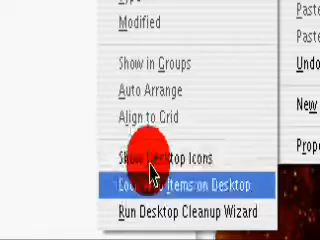 Modified
Paste
Paste
Show in Groups
Undo
Auto Arrange
New
Align to Grid
Prop
Show Desktop Icons
Items on Desktop
Run Desktop Cleanup Wizard